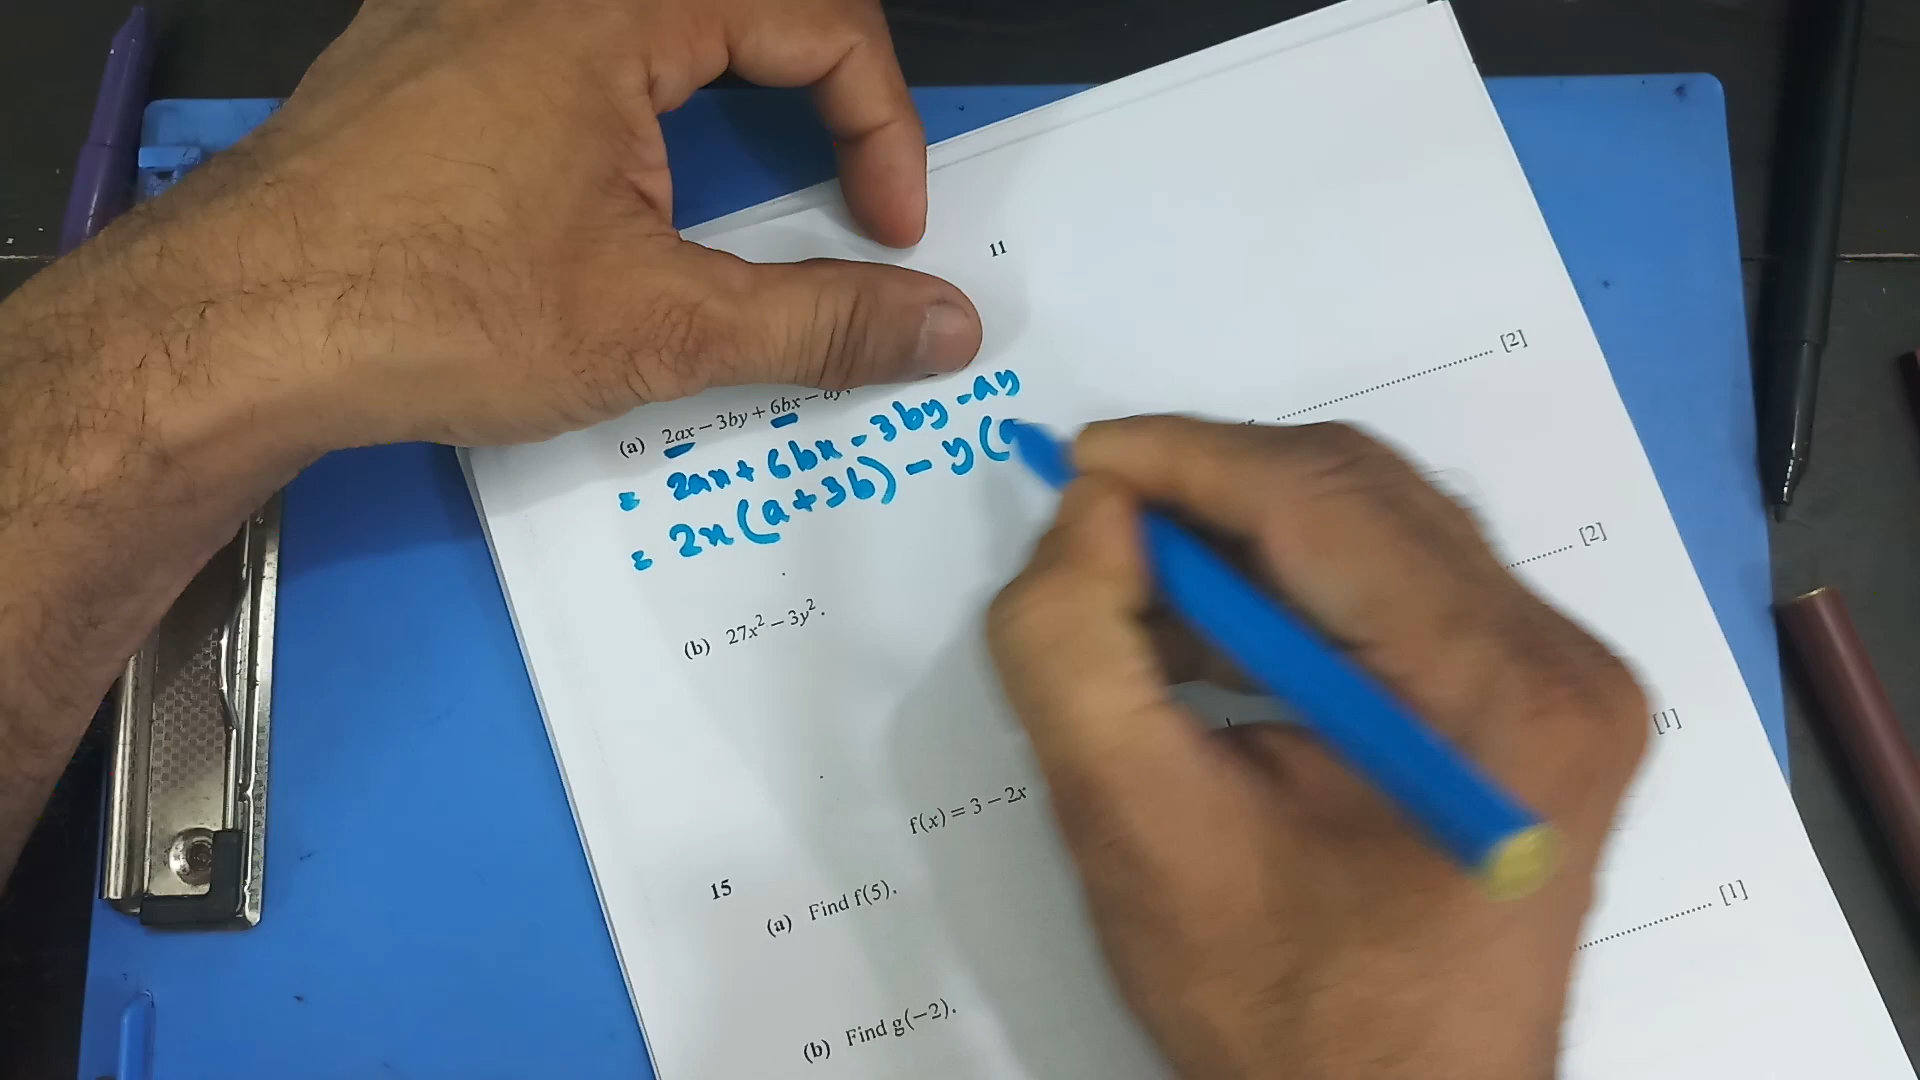 11
[2]
(a) 2ax − 3by + 6bx − ay.
= 2ax + 6bx - 3by - ay
= 2x (a + 3b) - y (a
[2]
(b) 27x² − 3y².
[1]
f(x) = 3 − 2x
15
(a) Find f(5).
[1]
(b) Find g(−2).